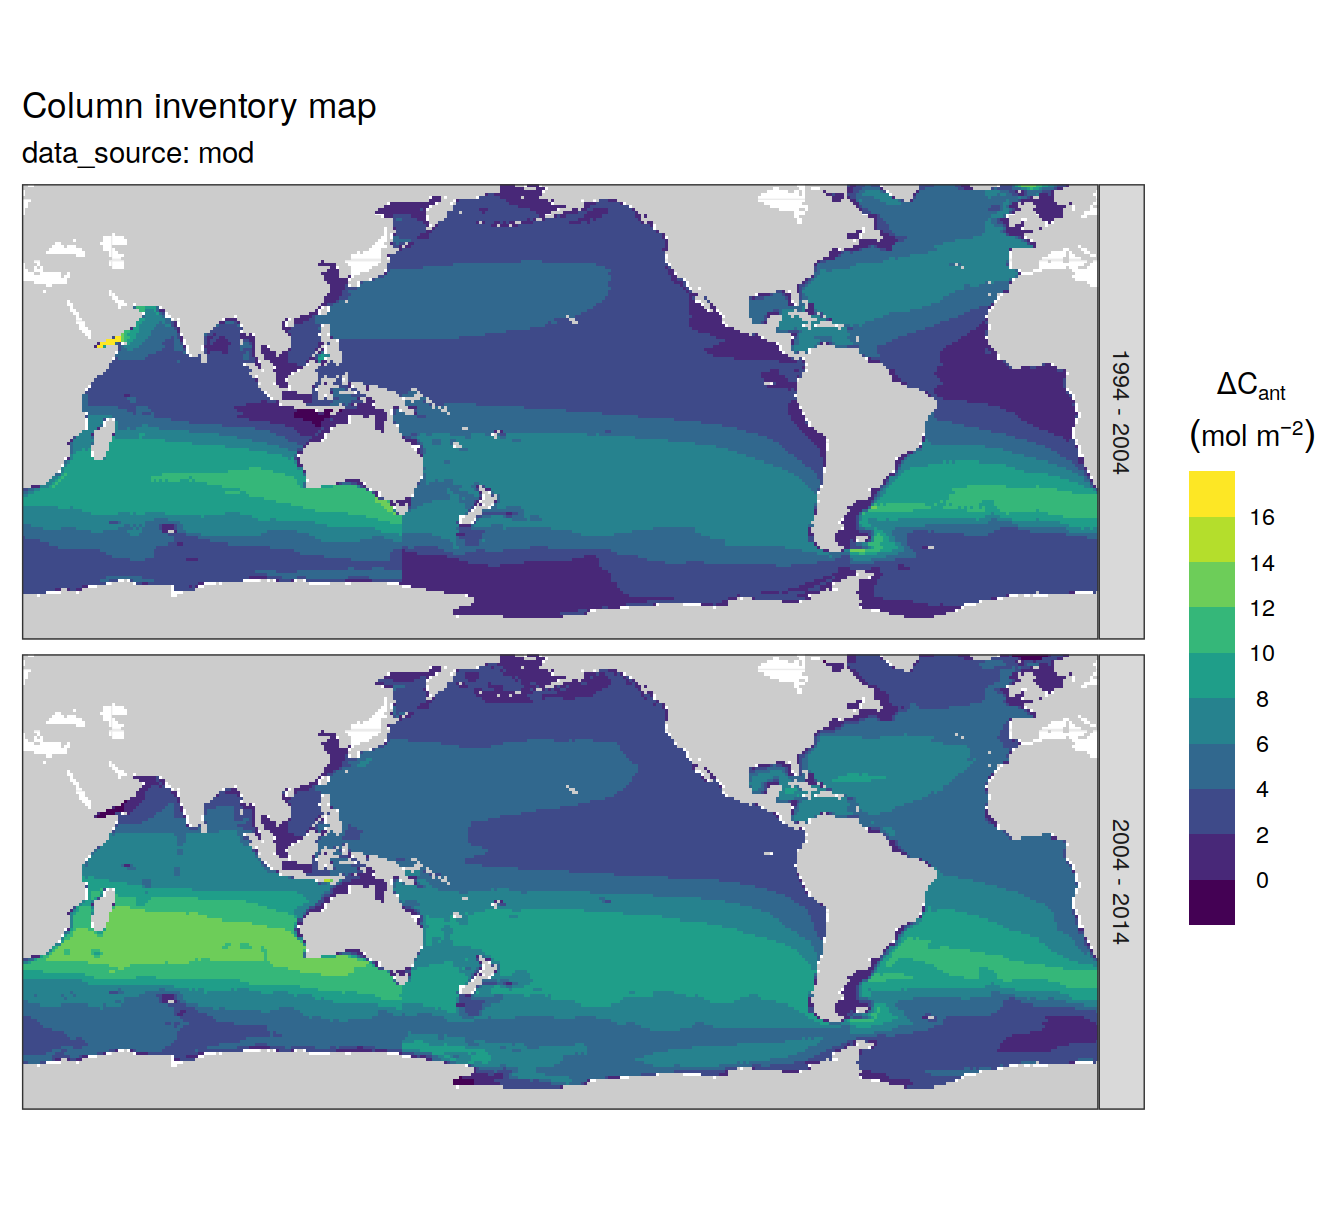 Column inventory map
data_source: mod
1994 - 2004
2004 - 2014
ΔCant
(mol m−2)
16
14
12
10
8
6
4
2
0